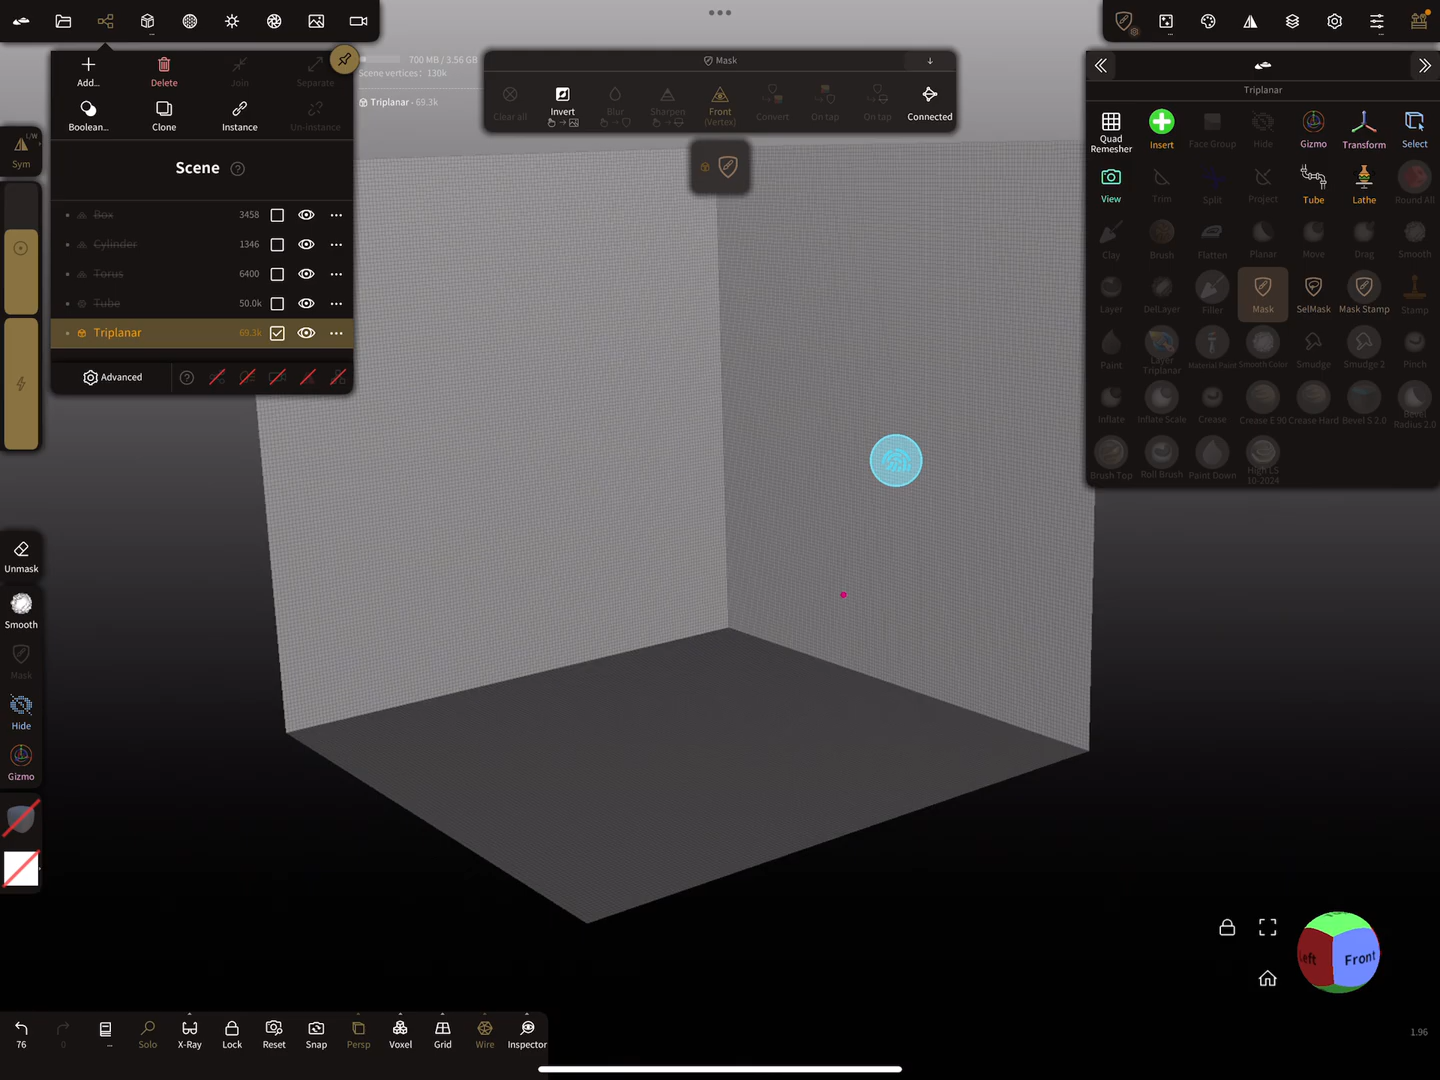 700 MB / 3.56 GB
Scene vertices: 130k
Triplanar - 69.3k
Add...
Delete
Join
Separate
Boolean...
Clone
Instance
Un-Instance
Scene
Box 3458
Cylinder 1346
Torus 6400
Tube 50.0k
Triplanar 69.3k
Advanced
Mask
Clear all
Invert
Blur
Sharpen
Front
(Vertex)
Convert
On tap
On tap
Connected
Triplanar
Quad
Remesher
Insert
Face Group
Hide
Gizmo
Transform
Select
View
Trim
Split
Project
Tube
Lathe
Round All
Clay
Brush
Flatten
Planar
Move
Drag
Smooth
Layer
DelLayer
Filler
Mask
SelMask
Mask Stamp
Stamp
Paint
Layer
Triplanar
Material Paint
Smooth Color
Smudge
Smudge 2
Pinch
Inflate
Inflate Scale
Crease
Crease E 90
Crease Hard
Bevel S 2.0
Bevel
Radius 2.0
Brush Top
Roll Brush
Paint Down
High LS
10-2024
L/W
Sym
Unmask
Smooth
Mask
Hide
Gizmo
Left
Front
1.96
76
0
...
Solo
X-Ray
Lock
Reset
Snap
Persp
Voxel
Grid
Wire
Inspector